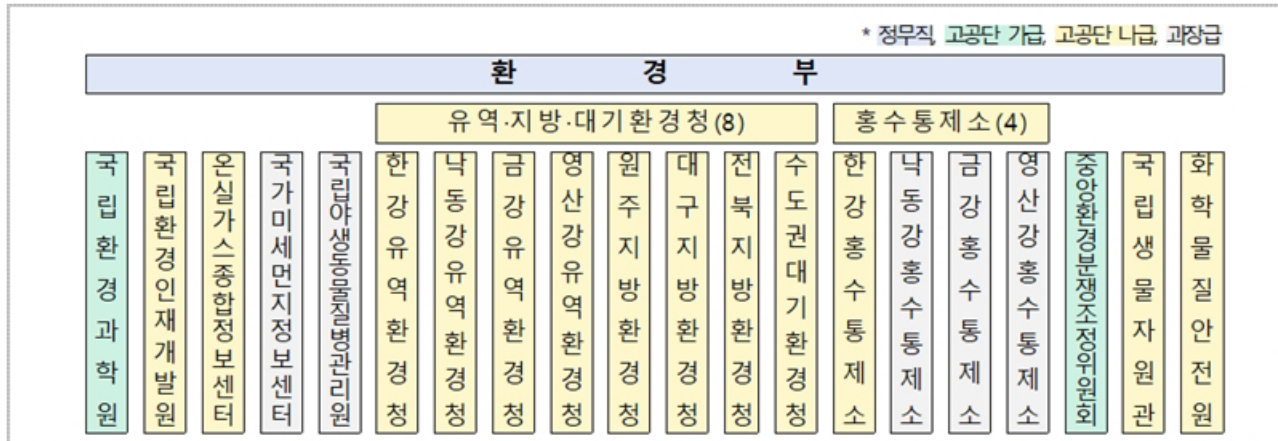 * 정무직, 고공단 가급, 고공단 나급, 과장급
환 경 부
유역·지방·대기환경청(8)
홍수통제소(4)
국립환경과학원
국립환경인재개발원
온실가스종합정보센터
국가미세먼지정보센터
국립야생동물질병관리원
한강유역환경청
낙동강유역환경청
금강유역환경청
영산강유역환경청
원주지방환경청
대구지방환경청
전북지방환경청
수도권대기환경청
한강홍수통제소
낙동강홍수통제소
금강홍수통제소
영산강홍수통제소
중앙환경분쟁조정위원회
국립생물자원관
화학물질안전원